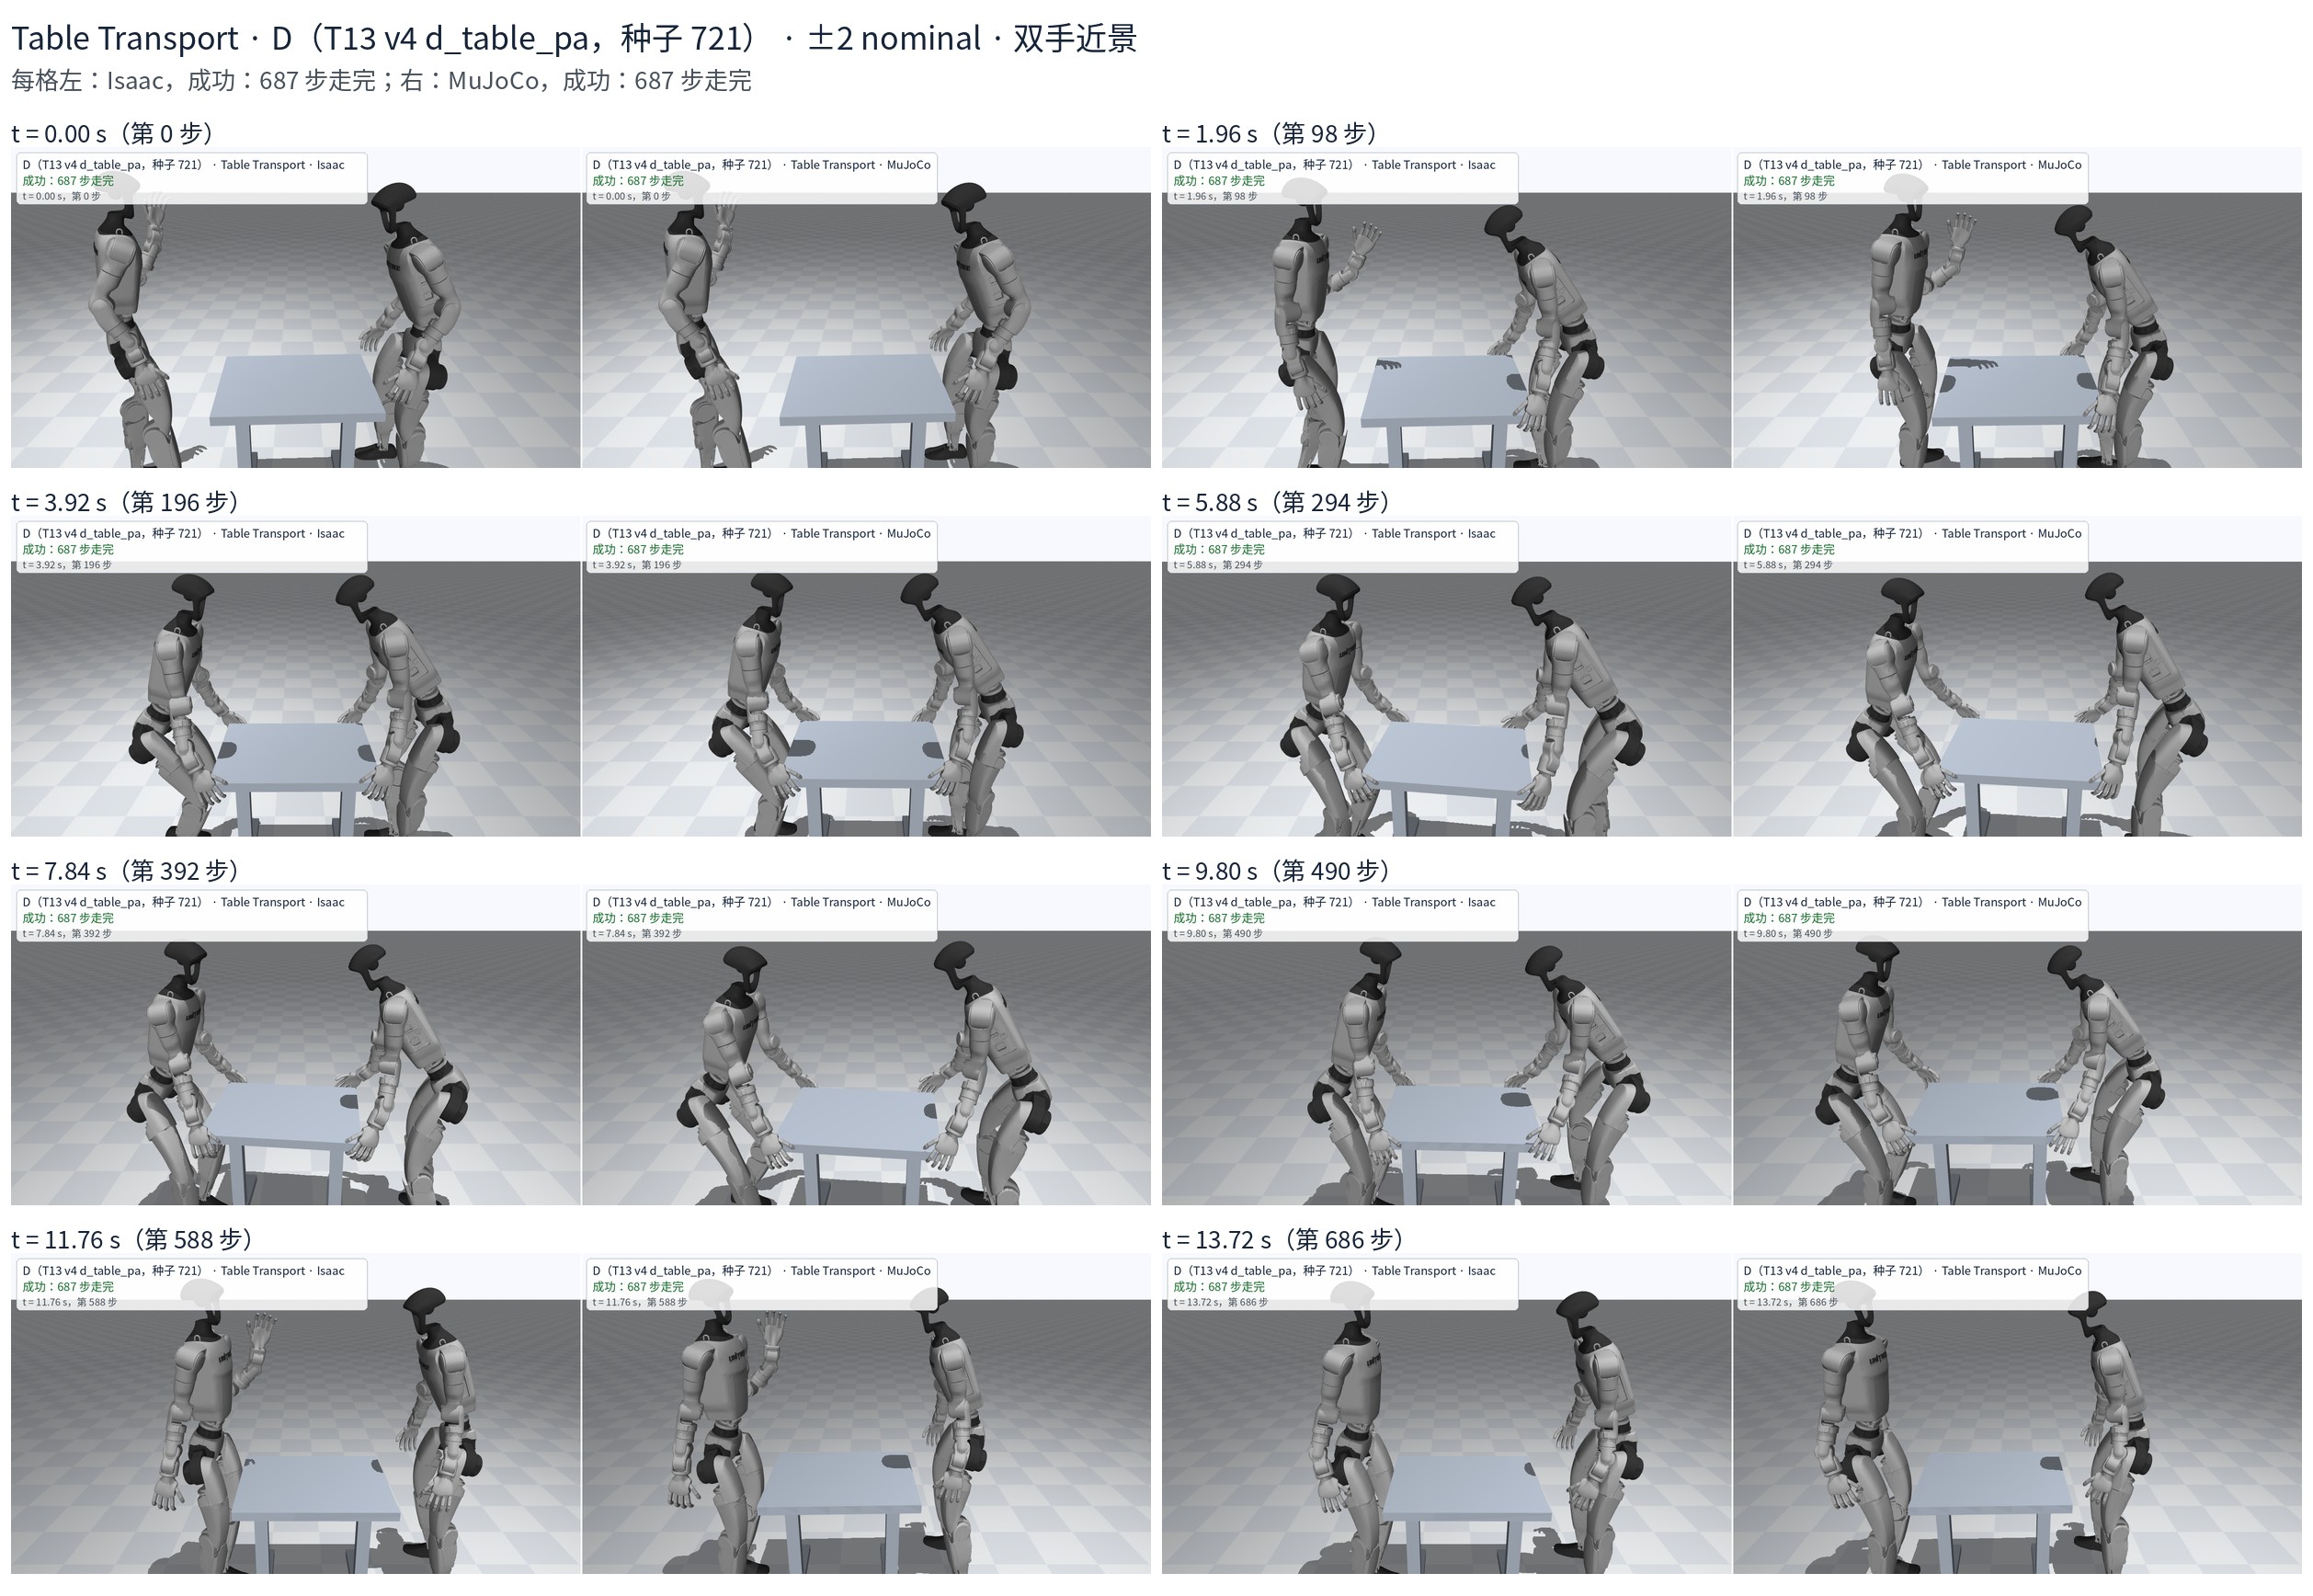 Table Transport · D（T13 v4 d_table_pa，种子 721） · ±2 nominal · 双手近景
每格左：Isaac，成功：687 步走完；右：MuJoCo，成功：687 步走完
t = 0.00 s（第 0 步）
D（T13 v4 d_table_pa，种子 721） · Table Transport · Isaac
成功：687 步走完
t = 0.00 s，第 0 步
D（T13 v4 d_table_pa，种子 721） · Table Transport · MuJoCo
成功：687 步走完
t = 0.00 s，第 0 步
t = 1.96 s（第 98 步）
D（T13 v4 d_table_pa，种子 721） · Table Transport · Isaac
成功：687 步走完
t = 1.96 s，第 98 步
D（T13 v4 d_table_pa，种子 721） · Table Transport · MuJoCo
成功：687 步走完
t = 1.96 s，第 98 步
t = 3.92 s（第 196 步）
D（T13 v4 d_table_pa，种子 721） · Table Transport · Isaac
成功：687 步走完
t = 3.92 s，第 196 步
D（T13 v4 d_table_pa，种子 721） · Table Transport · MuJoCo
成功：687 步走完
t = 3.92 s，第 196 步
t = 5.88 s（第 294 步）
D（T13 v4 d_table_pa，种子 721） · Table Transport · Isaac
成功：687 步走完
t = 5.88 s，第 294 步
D（T13 v4 d_table_pa，种子 721） · Table Transport · MuJoCo
成功：687 步走完
t = 5.88 s，第 294 步
t = 7.84 s（第 392 步）
D（T13 v4 d_table_pa，种子 721） · Table Transport · Isaac
成功：687 步走完
t = 7.84 s，第 392 步
D（T13 v4 d_table_pa，种子 721） · Table Transport · MuJoCo
成功：687 步走完
t = 7.84 s，第 392 步
t = 9.80 s（第 490 步）
D（T13 v4 d_table_pa，种子 721） · Table Transport · Isaac
成功：687 步走完
t = 9.80 s，第 490 步
D（T13 v4 d_table_pa，种子 721） · Table Transport · MuJoCo
成功：687 步走完
t = 9.80 s，第 490 步
t = 11.76 s（第 588 步）
D（T13 v4 d_table_pa，种子 721） · Table Transport · Isaac
成功：687 步走完
t = 11.76 s，第 588 步
D（T13 v4 d_table_pa，种子 721） · Table Transport · MuJoCo
成功：687 步走完
t = 11.76 s，第 588 步
t = 13.72 s（第 686 步）
D（T13 v4 d_table_pa，种子 721） · Table Transport · Isaac
成功：687 步走完
t = 13.72 s，第 686 步
D（T13 v4 d_table_pa，种子 721） · Table Transport · MuJoCo
成功：687 步走完
t = 13.72 s，第 686 步